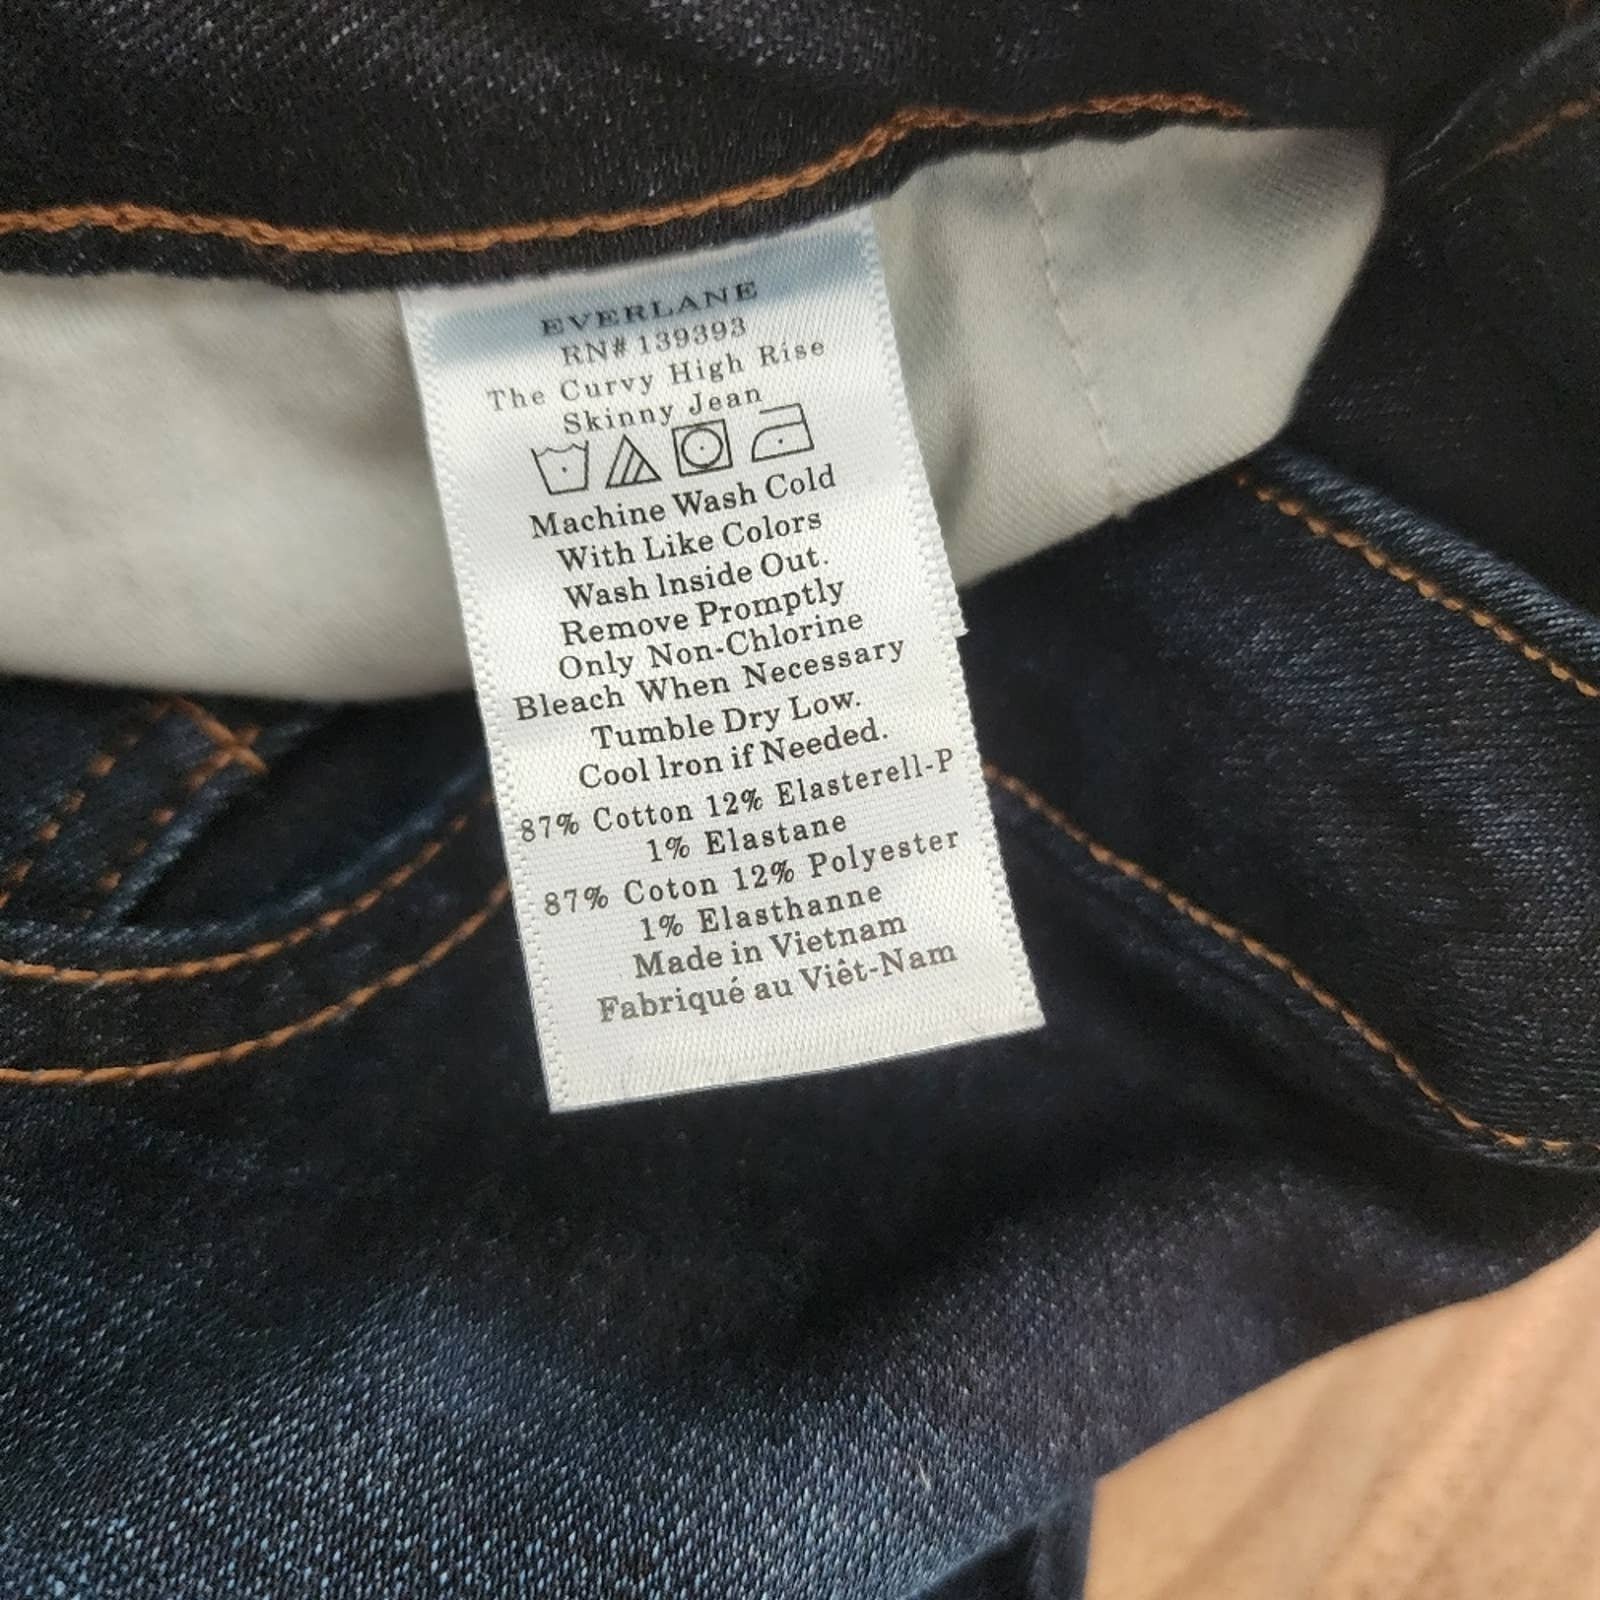 EVERLANE
RN# 139393
The Curvy High Rise
Skinny Jean
Machine Wash Cold
With Like Colors
Wash Inside Out.
Remove Promptly
Only Non-Chlorine
Bleach When Necessary
Tumble Dry Low.
Cool Iron if Needed.
87% Cotton 12% Elasterell-P
1% Elastane
87% Coton 12% Polyester
1% Elasthanne
Made in Vietnam
Fabriqué au Viêt-Nam